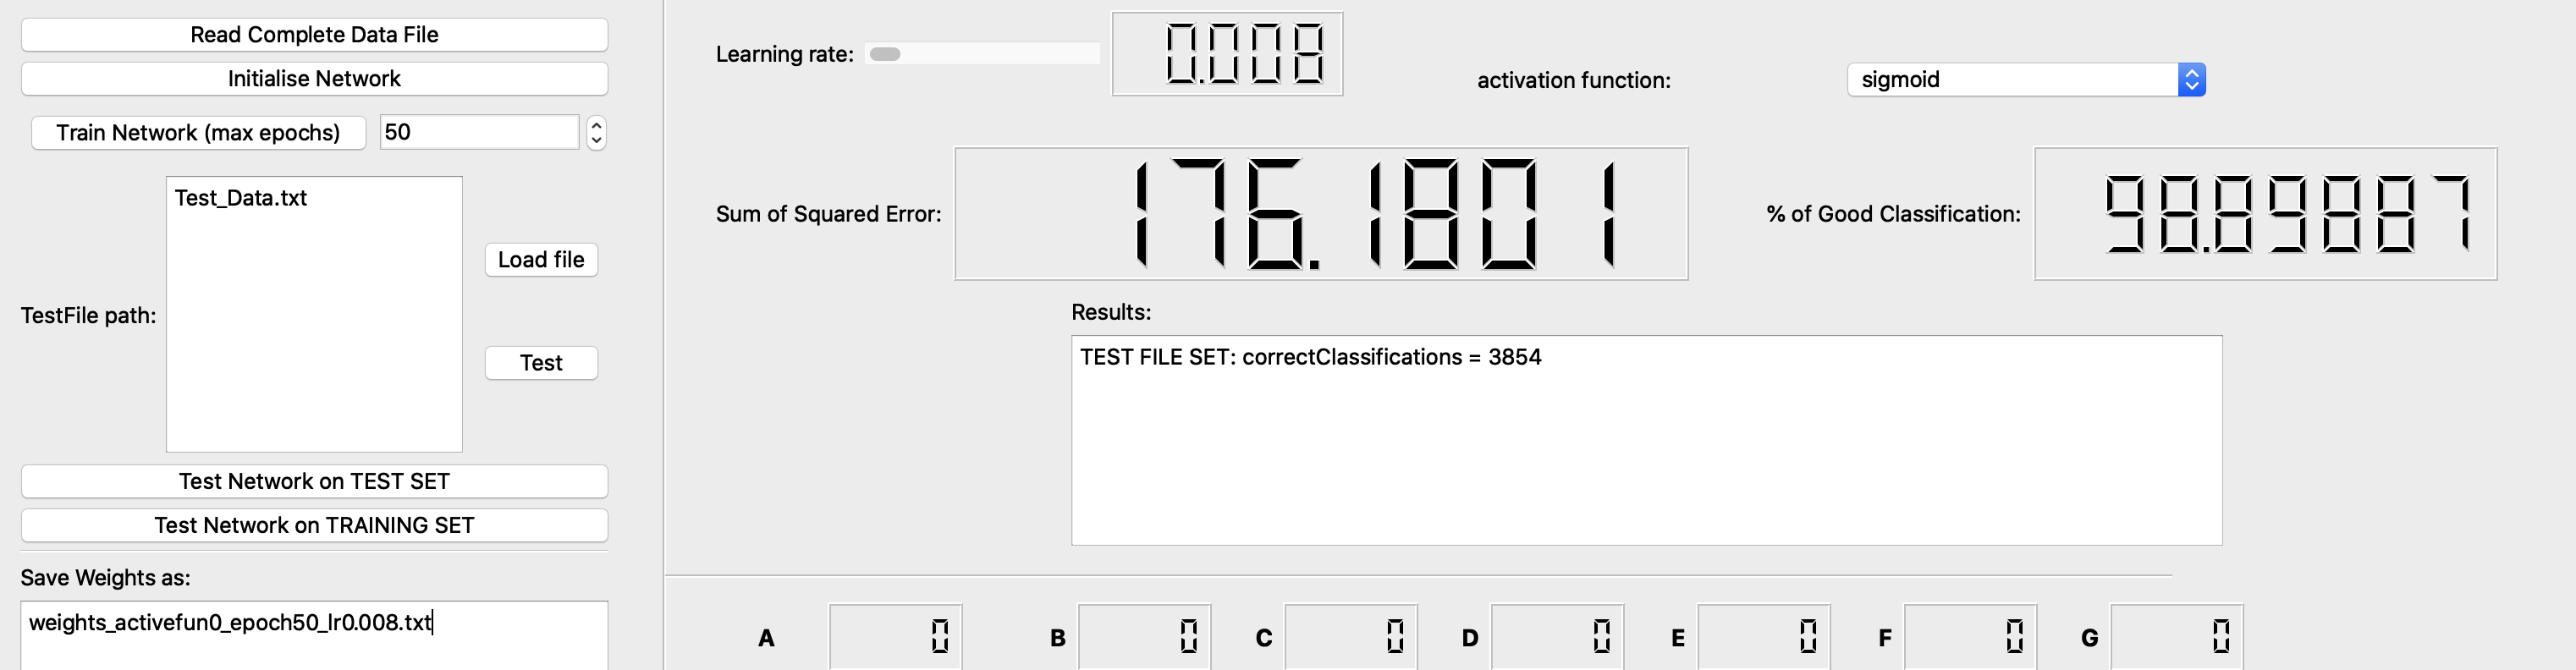 Read Complete Data File
Initialise Network
Train Network (max epochs) 50
TestFile path:
Test_Data.txt
Load file
Test
Test Network on TEST SET
Test Network on TRAINING SET
Save Weights as:
weights_activefun0_epoch50_lr0.008.txt
Learning rate: 0.008
activation function: sigmoid
Sum of Squared Error: 176.1801
% of Good Classification: 98.89887
Results:
TEST FILE SET: correctClassifications = 3854
A 0 B 0 C 0 D 0 E 0 F 0 G 0